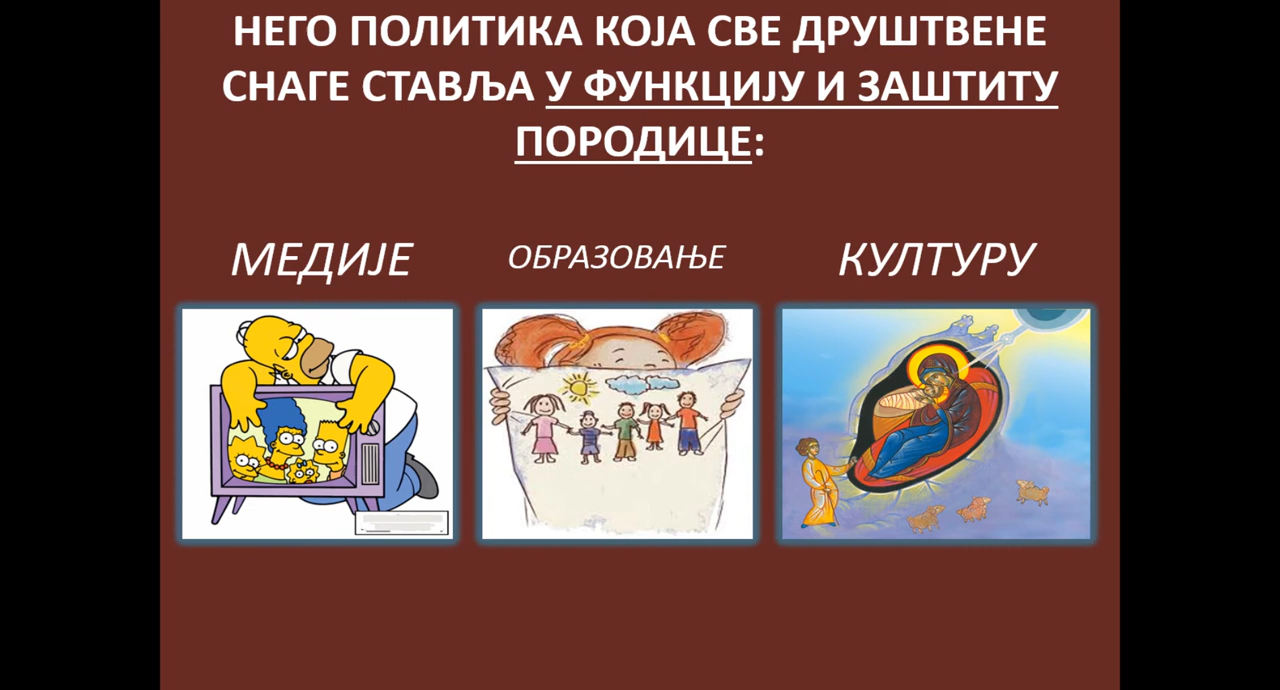 НЕГО ПОЛИТИКА КОЈА СВЕ ДРУШТВЕНЕ
СНАГЕ СТАВЉА У ФУНКЦИЈУ И ЗАШТИТУ
ПОРОДИЦЕ:
МЕДИЈЕ
ОБРАЗОВАЊЕ
КУЛТУРУ